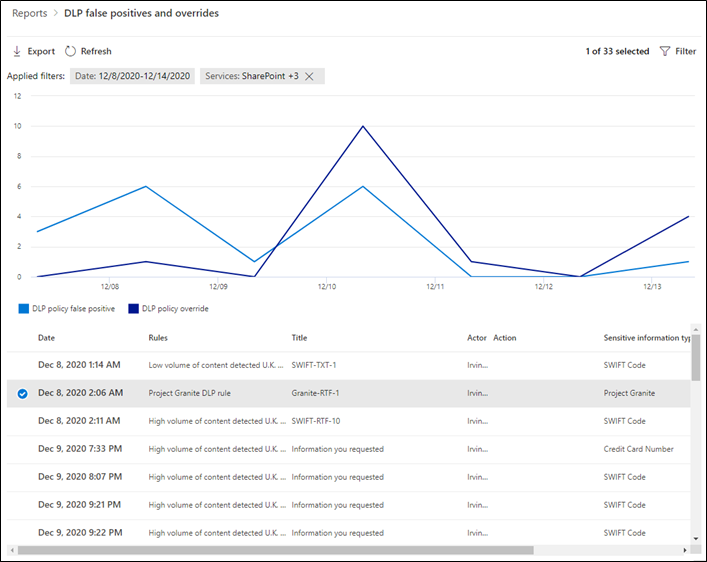 Reports > DLP false positives and overrides
Export Refresh 1 of 33 selected Filter
Applied filters: Date: 12/8/2020-12/14/2020 Services: SharePoint +3
12
10
8
6
4
2
0
12/08 12/09 12/10 12/11 12/12 12/13
DLP policy false positive DLP policy override
Date Rules Title Actor Action Sensitive information typ
Dec 8, 2020 1:14 AM Low volume of content detected U.K. ... SWIFT-TXT-1 Irvin... SWIFT Code
Dec 8, 2020 2:06 AM Project Granite DLP rule Granite-RTF-1 Irvin... Project Granite
Dec 8, 2020 2:11 AM High volume of content detected U.K. ... SWIFT-RTF-10 Irvin... SWIFT Code
Dec 9, 2020 7:33 PM High volume of content detected U.K. ... Information you requested Irvin... Credit Card Number
Dec 9, 2020 8:07 PM High volume of content detected U.K. ... Information you requested Irvin... SWIFT Code
Dec 9, 2020 9:21 PM High volume of content detected U.K. ... Information you requested Irvin... SWIFT Code
Dec 9, 2020 9:22 PM High volume of content detected U.K. ... Information you requested Irvin... SWIFT Code